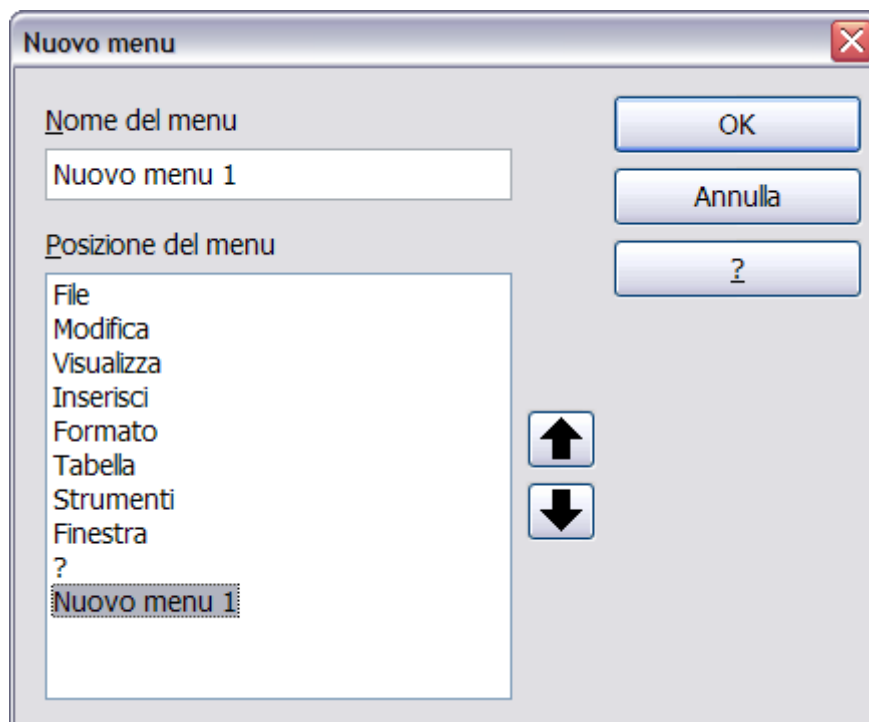 Nuovo menu
Nome del menu
Nuovo menu 1
Posizione del menu
File
Modifica
Visualizza
Inserisci
Formato
Tabella
Strumenti
Finestra
?
Nuovo menu 1
OK
Annulla
?